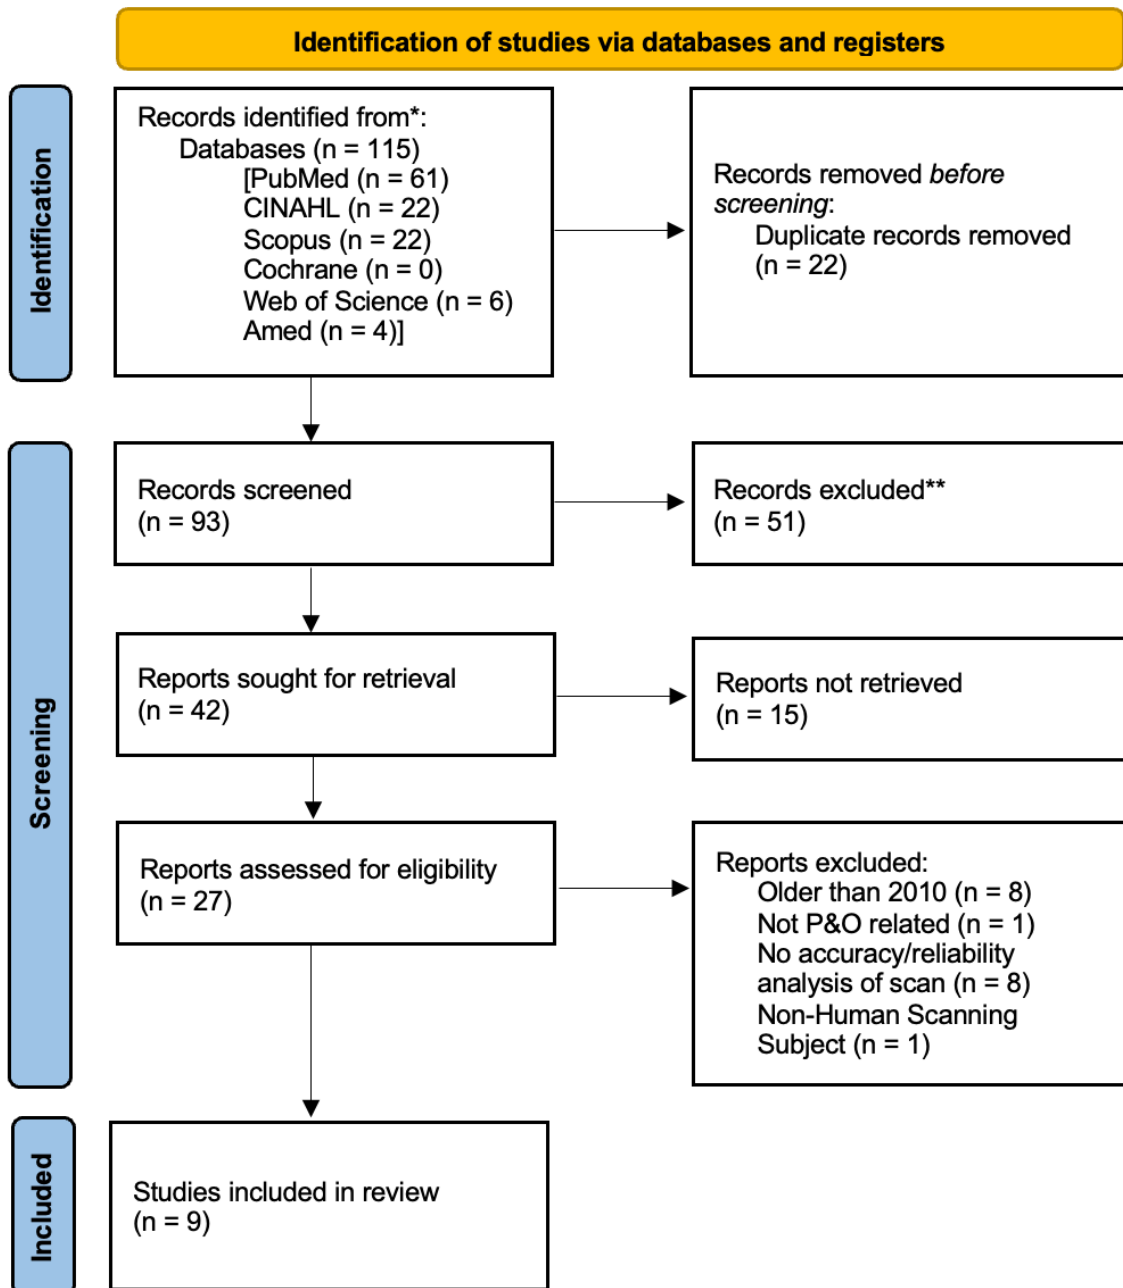 Identification of studies via databases and registers
Identification
Records identified from*:
Databases (n = 115)
[PubMed (n = 61)
CINAHL (n = 22)
Scopus (n = 22)
Cochrane (n = 0)
Web of Science (n = 6)
Amed (n = 4)]
Records removed before
screening:
Duplicate records removed
(n = 22)
Screening
Records screened
(n = 93)
Records excluded**
(n = 51)
Reports sought for retrieval
(n = 42)
Reports not retrieved
(n = 15)
Reports assessed for eligibility
(n = 27)
Reports excluded:
Older than 2010 (n = 8)
Not P&O related (n = 1)
No accuracy/reliability
analysis of scan (n = 8)
Non-Human Scanning
Subject (n = 1)
Included
Studies included in review
(n = 9)